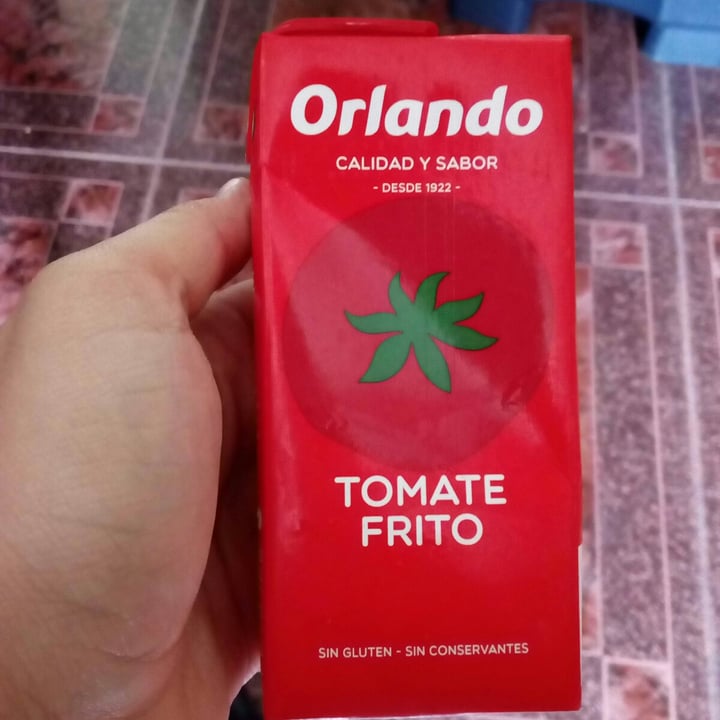 Orlando
CALIDAD Y SABOR
- DESDE 1922 -
TOMATE
FRITO
SIN GLUTEN - SIN CONSERVANTES